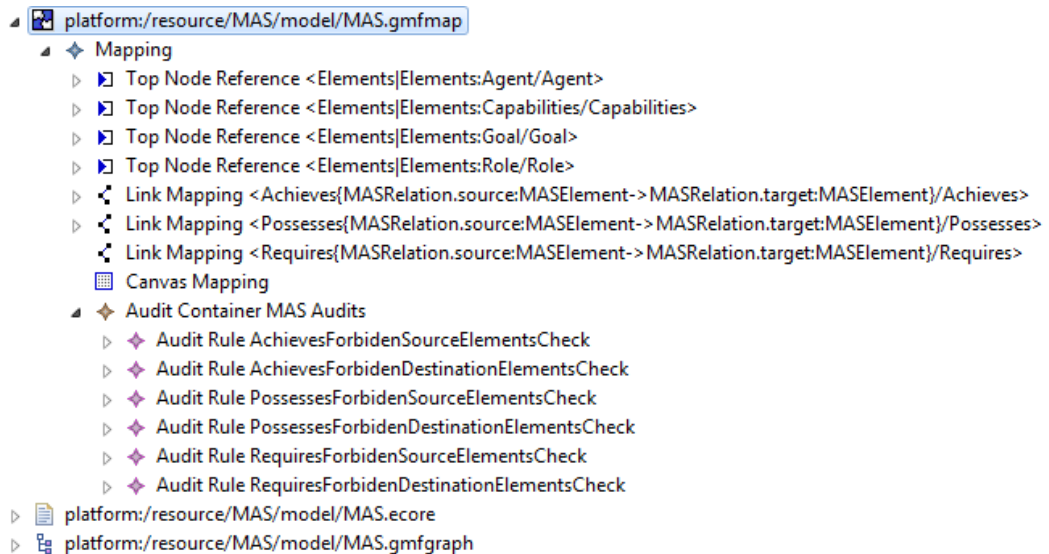 platform:/resource/MAS/model/MAS.gmfmap
Mapping
Top Node Reference <Elements|Elements:Agent/Agent>
Top Node Reference <Elements|Elements:Capabilities/Capabilities>
Top Node Reference <Elements|Elements:Goal/Goal>
Top Node Reference <Elements|Elements:Role/Role>
Link Mapping <Achieves{MASRelation.source:MASElement->MASRelation.target:MASElement}/Achieves>
Link Mapping <Possesses{MASRelation.source:MASElement->MASRelation.target:MASElement}/Possesses>
Link Mapping <Requires{MASRelation.source:MASElement->MASRelation.target:MASElement}/Requires>
Canvas Mapping
Audit Container MAS Audits
Audit Rule AchievesForbidenSourceElementsCheck
Audit Rule AchievesForbidenDestinationElementsCheck
Audit Rule PossessesForbidenSourceElementsCheck
Audit Rule PossessesForbidenDestinationElementsCheck
Audit Rule RequiresForbidenSourceElementsCheck
Audit Rule RequiresForbidenDestinationElementsCheck
platform:/resource/MAS/model/MAS.ecore
platform:/resource/MAS/model/MAS.gmfgraph